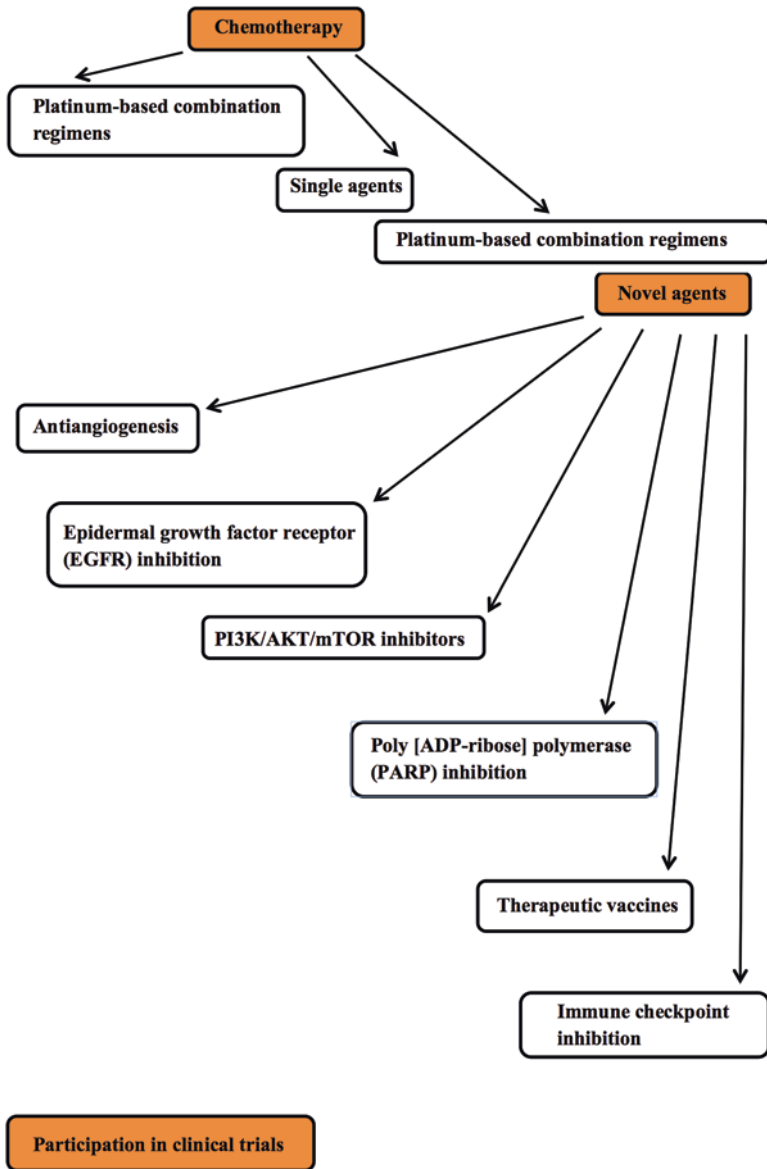 Chemotherapy
Platinum-based combination
regimens
Single agents
Platinum-based combination regimens
Novel agents
Antiangiogenesis
Epidermal growth factor receptor
(EGFR) inhibition
PI3K/AKT/mTOR inhibitors
Poly [ADP-ribose] polymerase
(PARP) inhibition
Therapeutic vaccines
Immune checkpoint
inhibition
Participation in clinical trials